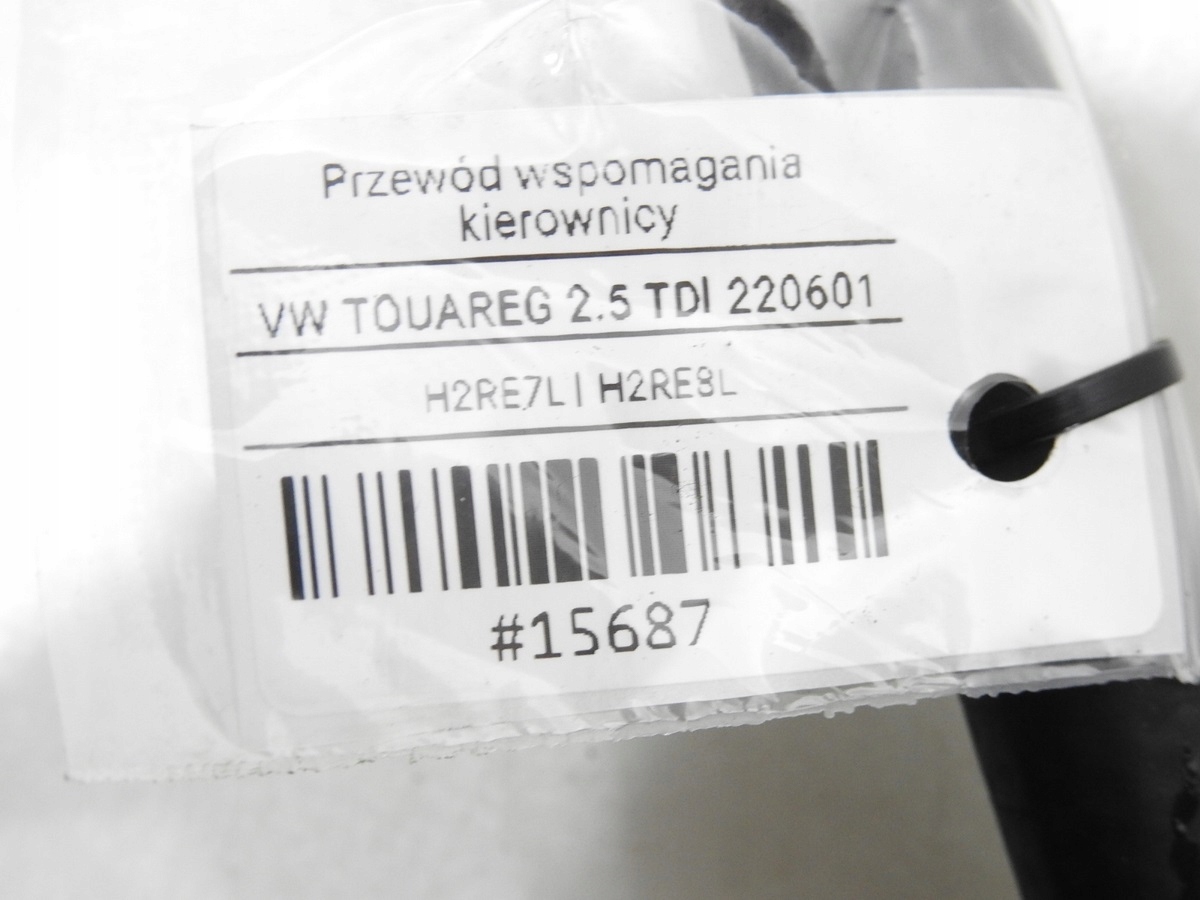 Przewód wspomagania
kierownicy
VW TOUAREG 2.5 TDI 220601
H2RE7L| H2RE8L
#15687